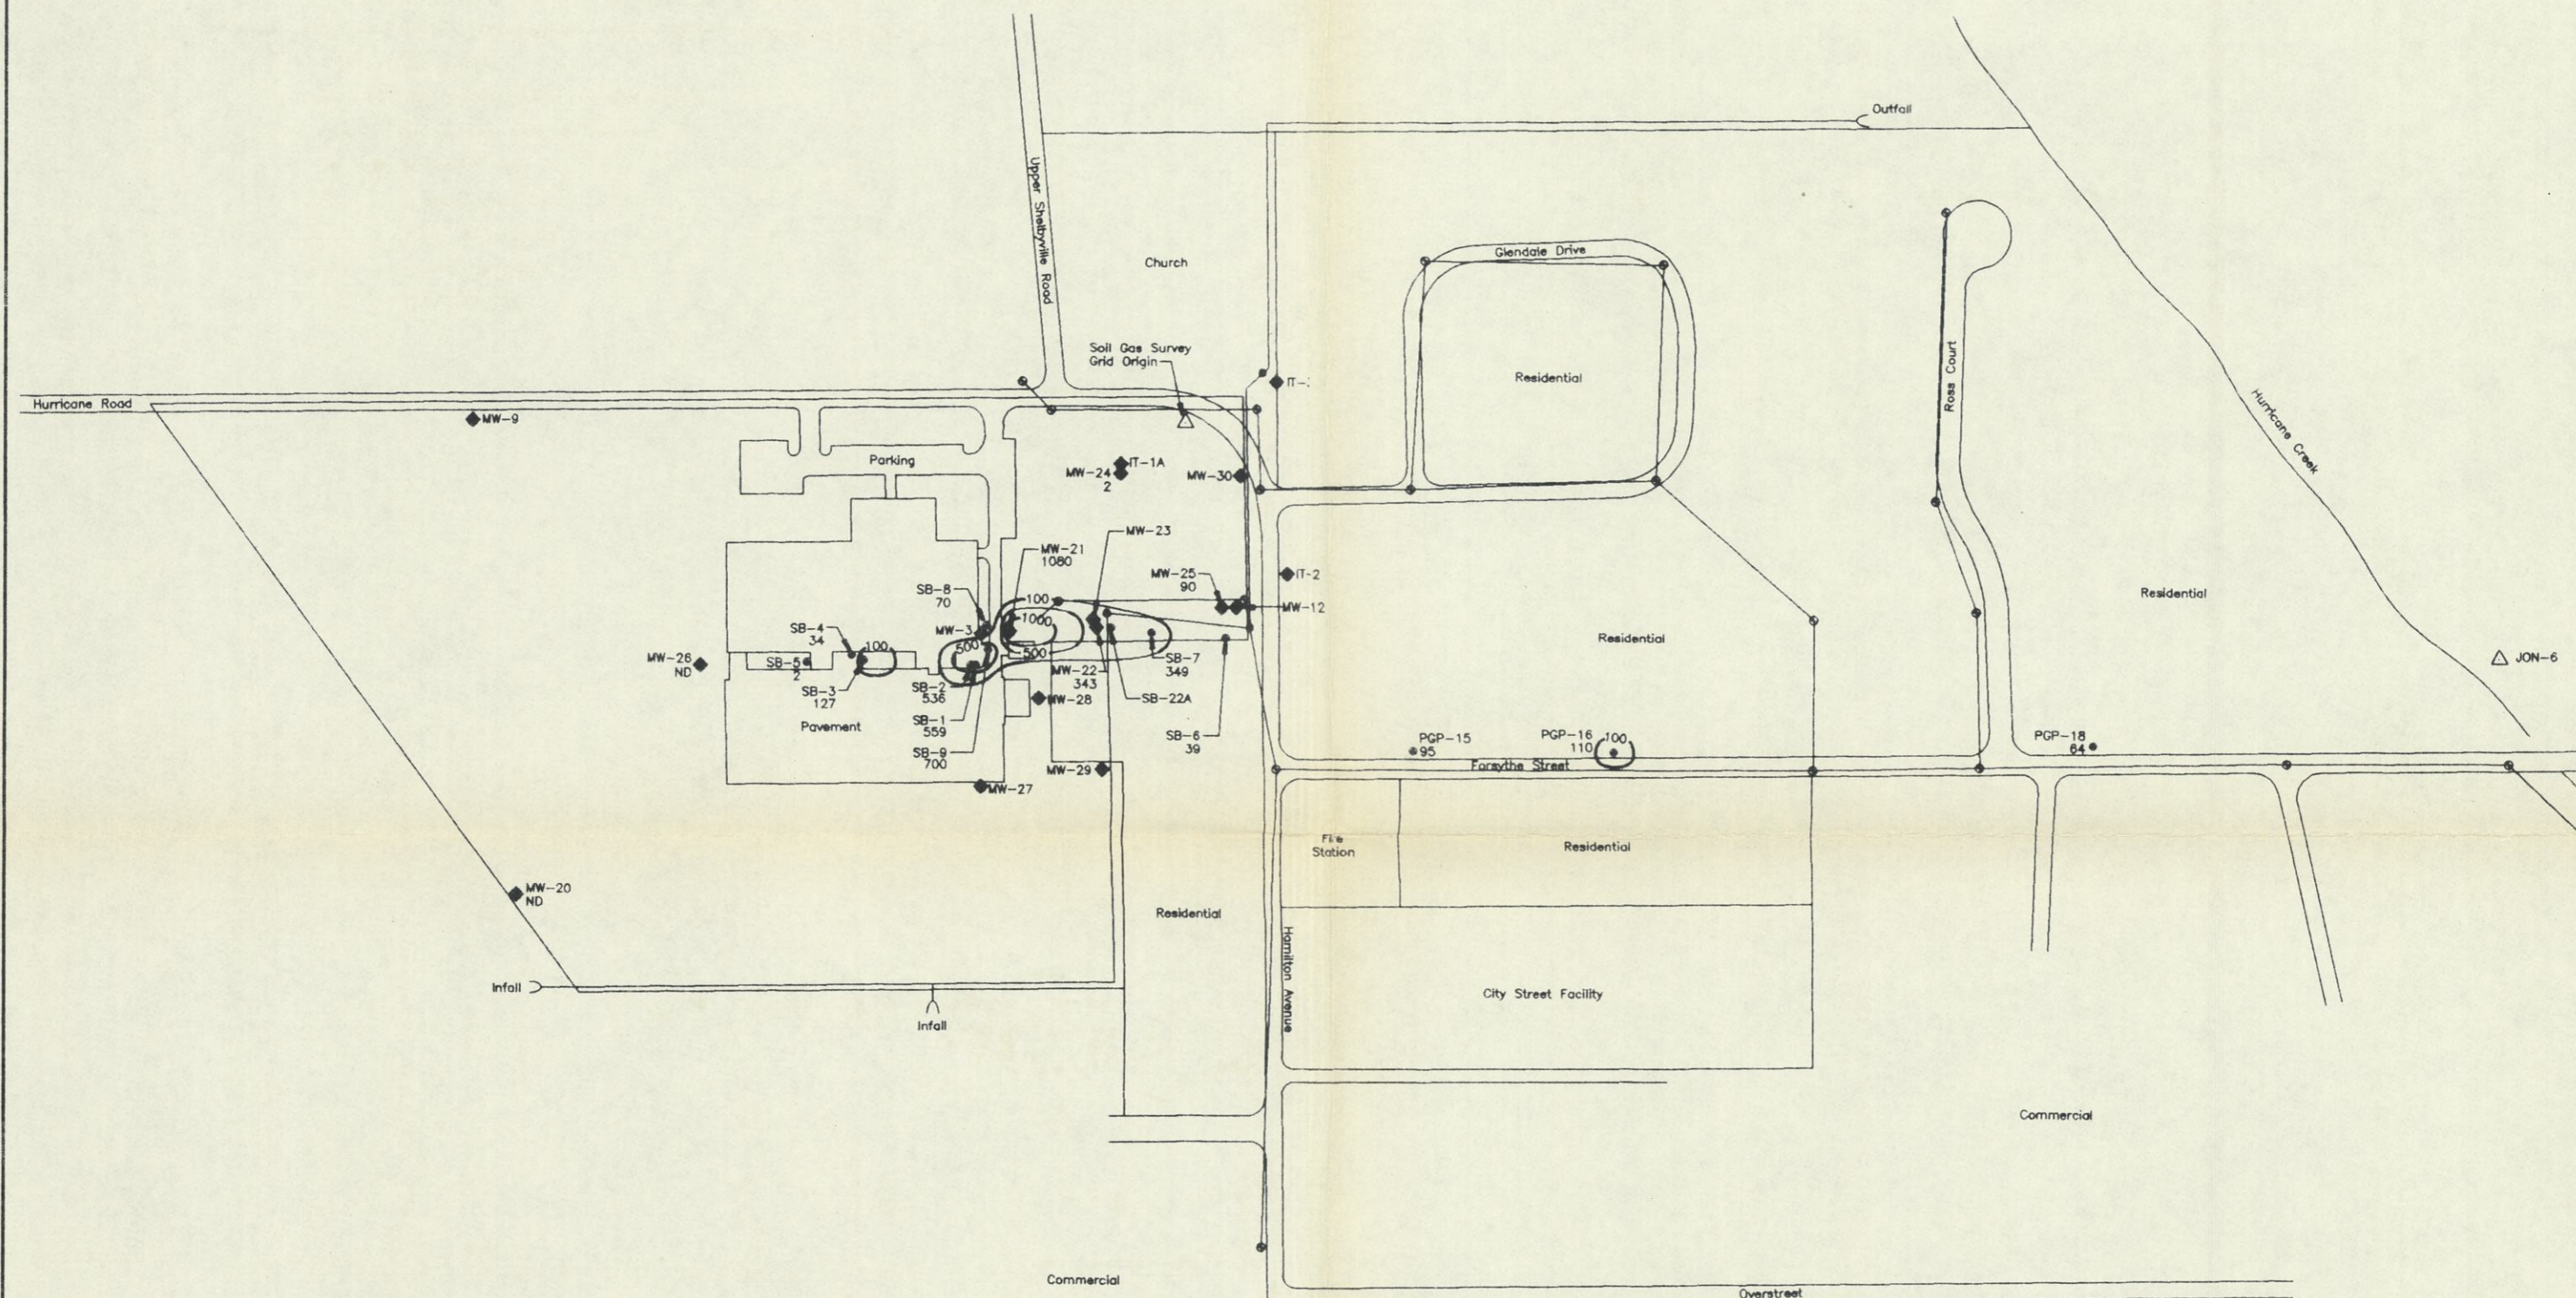 Outfall
Upper Shelbyville Road
Church
Glendale Drive
Soil Gas Survey
Grid Origin
Residential
Ross Court
Hurricane Creek
Hurricane Road
MW-9
Parking
IT-1A
MW-24
2
MW-30
MW-23
MW-21
1080
MW-25
90
IT-2
MW-12
SB-8
70
100
1000
500
MW-3
SB-4
34
100
500
MW-26
ND
SB-5
2
SB-3
127
SB-2
536
SB-1
559
SB-9
700
MW-22
343
SB-7
349
SB-22A
MW-28
SB-6
39
Pavement
MW-29
MW-27
Residential
Residential
JON-6
PGP-15
95
PGP-16
110
100
PGP-18
64
Forsythe Street
Fire
Station
Residential
MW-20
ND
Residential
Hamilton Avenue
City Street Facility
Infall
Infall
Commercial
Commercial
Overstreet